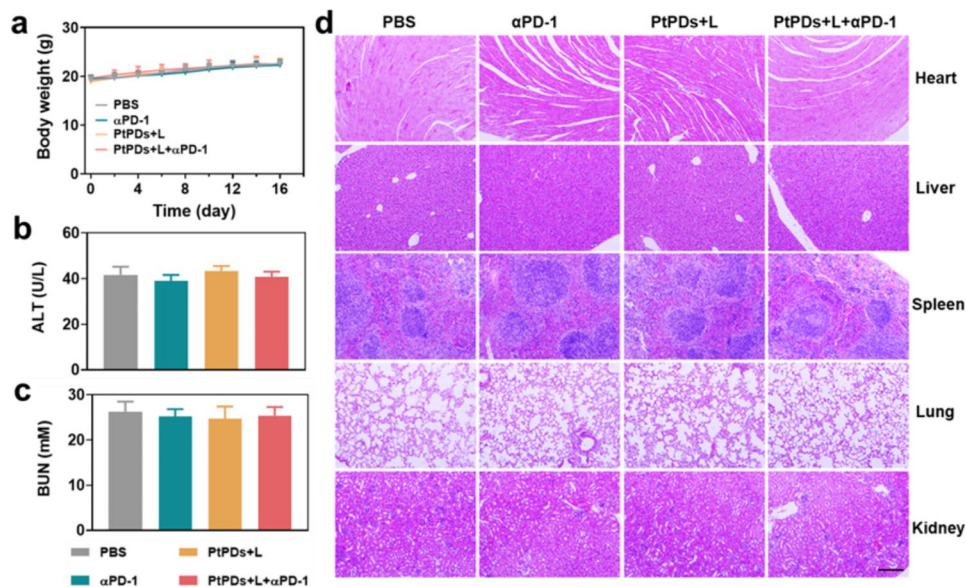 a
Body weight (g)
30
20
10
0
PBS
αPD-1
PtPDs+L
PtPDs+L+αPD-1
0 4 8 12 16
Time (day)
b
ALT (U/L)
60
40
20
0
c
BUN (mM)
30
20
10
0
PBS PtPDs+L
αPD-1 PtPDs+L+αPD-1
d
PBS αPD-1 PtPDs+L PtPDs+L+αPD-1
Heart
Liver
Spleen
Lung
Kidney